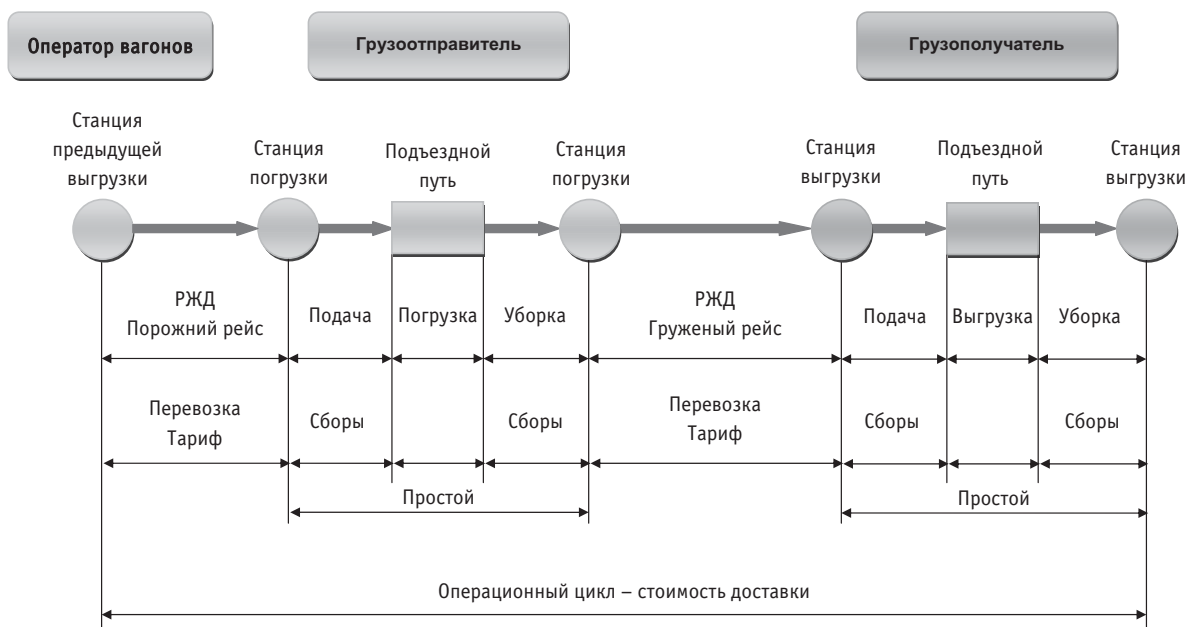 Оператор вагонов
Грузоотправитель
Грузополучатель
Станция
предыдущей
выгрузки
Станция
погрузки
Подъездной
путь
Станция
погрузки
Станция
выгрузки
Подъездной
путь
Станция
выгрузки
РЖД
Порожний рейс
Подача
Погрузка
Уборка
РЖД
Груженый рейс
Подача
Выгрузка
Уборка
Перевозка
Тариф
Сборы
Сборы
Перевозка
Тариф
Сборы
Сборы
Простой
Простой
Операционный цикл – стоимость доставки